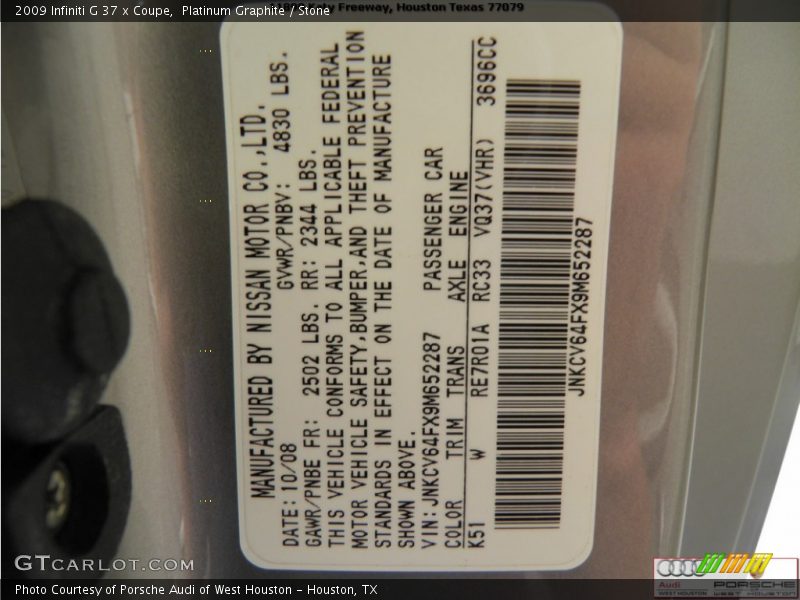 2009 Infiniti G 37 x Coupe,  Platinum Graphite / Stone
Freeway, Houston Texas 77079
MANUFACTURED BY NISSAN MOTOR CO.,LTD.
DATE: 10/08 GVWR/PNBV: 4830 LBS.
GAWR/PNBE FR: 2502 LBS. RR: 2344 LBS.
THIS VEHICLE CONFORMS TO ALL APPLICABLE FEDERAL
MOTOR VEHICLE SAFETY,BUMPER,AND THEFT PREVENTION
STANDARDS IN EFFECT ON THE DATE OF MANUFACTURE
SHOWN ABOVE.
VIN:JNKCV64FX9M652287 PASSENGER CAR
COLOR TRIM TRANS AXLE ENGINE
K51 W RE7R01A RC33 VQ37(VHR) 3696CC
JNKCV64FX9M652287
GTCARLOT.COM
Photo Courtesy of Porsche Audi of West Houston – Houston, TX
Audi PORSCHE
WEST HOUSTON WEST HOUSTON